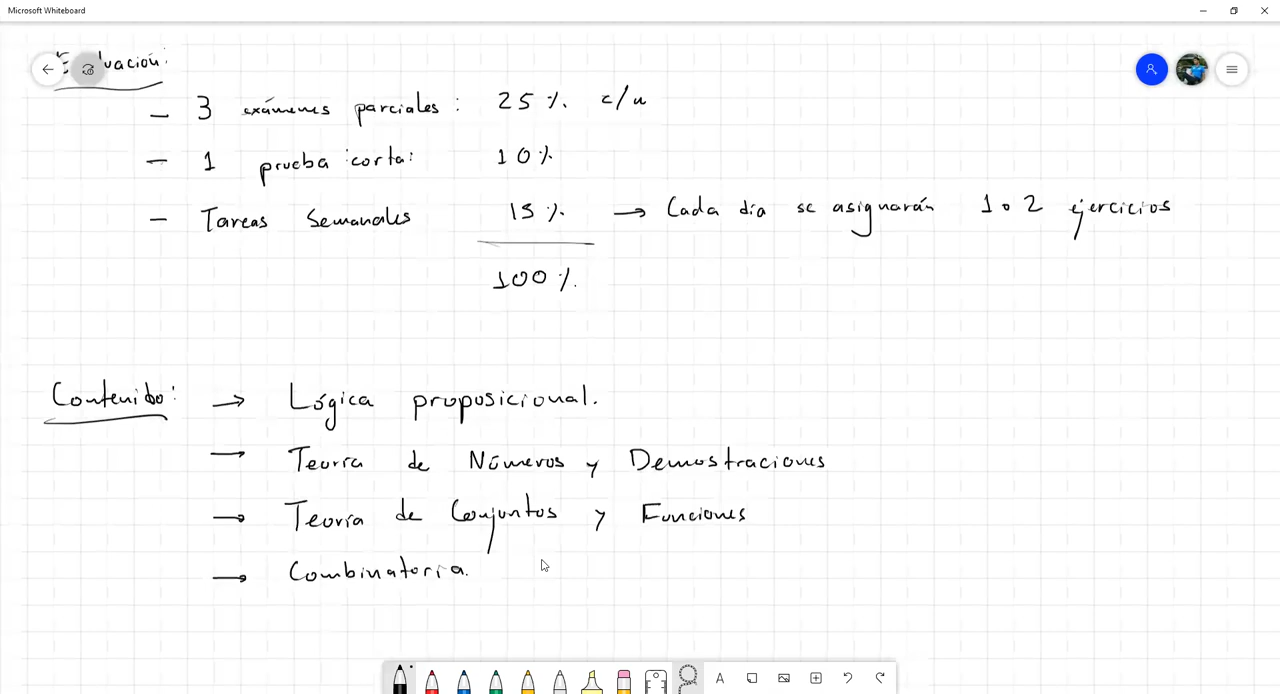 Microsoft Whiteboard
Evaluación:
- 3 exámenes parciales: 25 % c/u
- 1 prueba corta: 10 %
- Tareas Semanales 15 % → Cada día se asignarán 1 o 2 ejercicios
100 %.
Contenido: → Lógica proposicional.
→ Teoría de Números y Demostraciones
→ Teoría de Conjuntos y Funciones
→ Combinatoria.
A